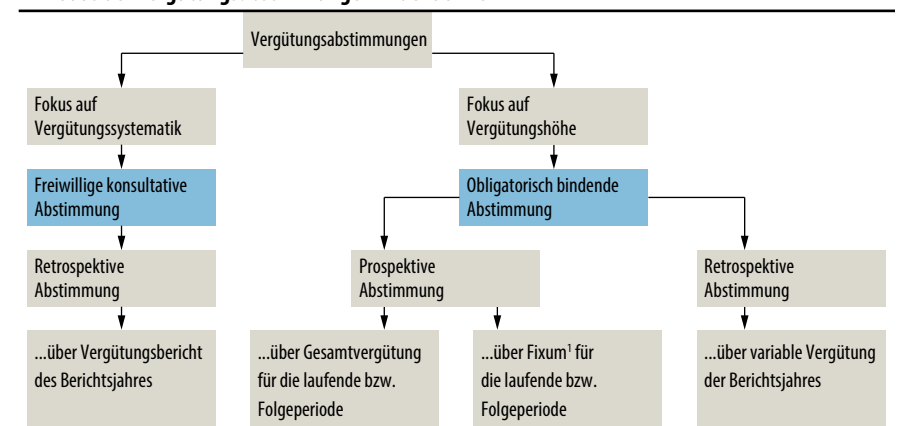 Vergütungsabstimmungen
Fokus auf
Vergütungssystematik
Fokus auf
Vergütungshöhe
Freiwillige konsultative
Abstimmung
Obligatorisch bindende
Abstimmung
Retrospektive
Abstimmung
Prospektive
Abstimmung
Retrospektive
Abstimmung
...über Vergütungsbericht
des Berichtsjahres
...über Gesamtvergütung
für die laufende bzw.
Folgeperiode
...über Fixum¹ für
die laufende bzw.
Folgeperiode
...über variable Vergütung
der Berichtsjahres